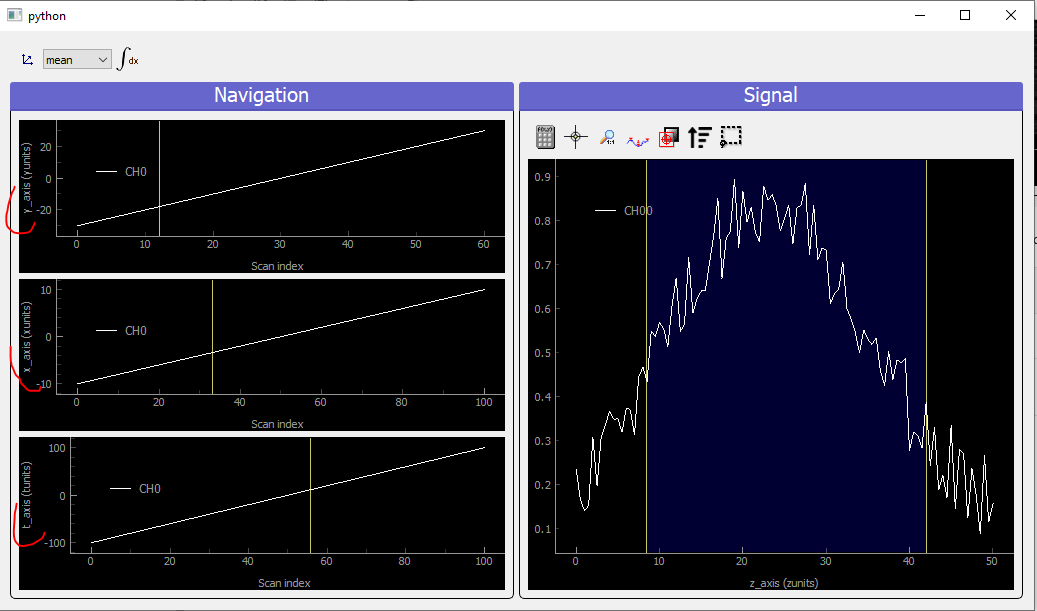 python
mean
∫dx
Navigation
Signal
y_axis (yunits)
20
0
-20
CH0
0 10 20 30 40 50 60
Scan index
x_axis (xunits)
10
0
-10
CH0
0 20 40 60 80 100
Scan index
t_axis (tunits)
100
0
-100
CH0
0 20 40 60 80 100
Scan index
1:1
0.9
0.8
0.7
0.6
0.5
0.4
0.3
0.2
0.1
CH00
0 10 20 30 40 50
z_axis (zunits)